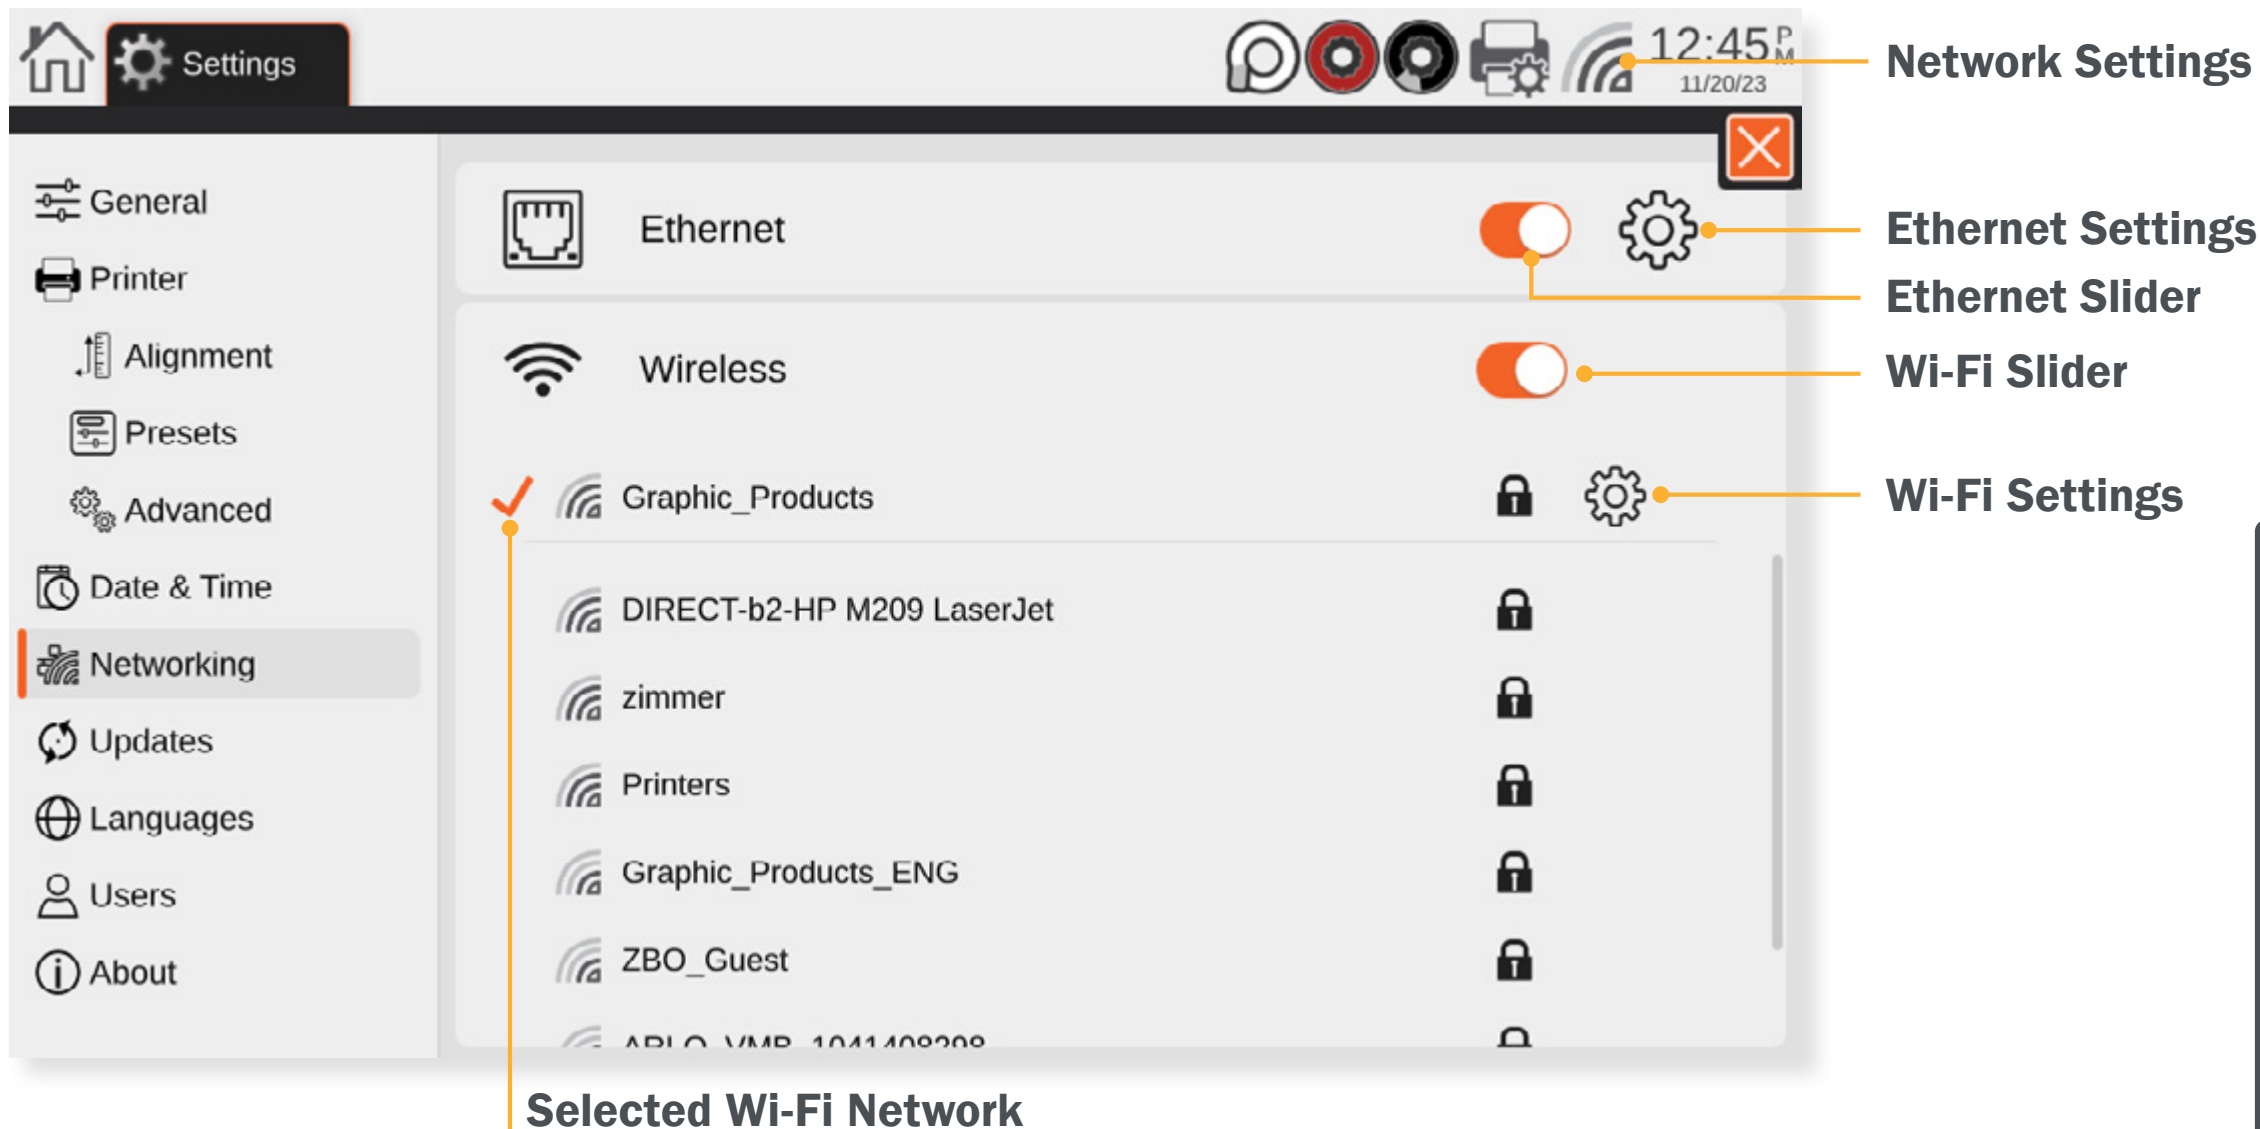 Settings
12:45 PM
11/20/23
Network Settings
General
Printer
Alignment
Presets
Advanced
Date & Time
Networking
Updates
Languages
Users
About
Ethernet
Ethernet Settings
Ethernet Slider
Wireless
Wi-Fi Slider
Graphic_Products
Wi-Fi Settings
DIRECT-b2-HP M209 LaserJet
zimmer
Printers
Graphic_Products_ENG
ZBO_Guest
ARLO_VMB_1041408298
Selected Wi-Fi Network